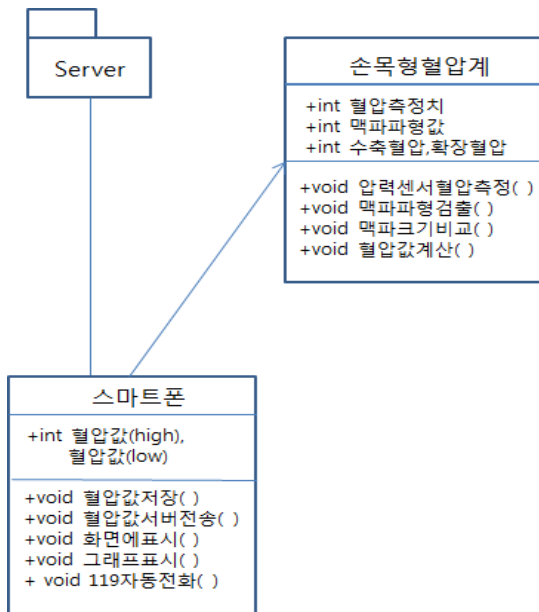 Server
손목형혈압계
+int 혈압측정치
+int 맥파파형값
+int 수축혈압,확장혈압
+void 압력센서혈압측정( )
+void 맥파파형검출( )
+void 맥파크기비교( )
+void 혈압값계산( )
스마트폰
+int 혈압값(high),
혈압값(low)
+void 혈압값저장( )
+void 혈압값서버전송( )
+void 화면에표시( )
+void 그래프표시( )
+ void 119자동전화( )